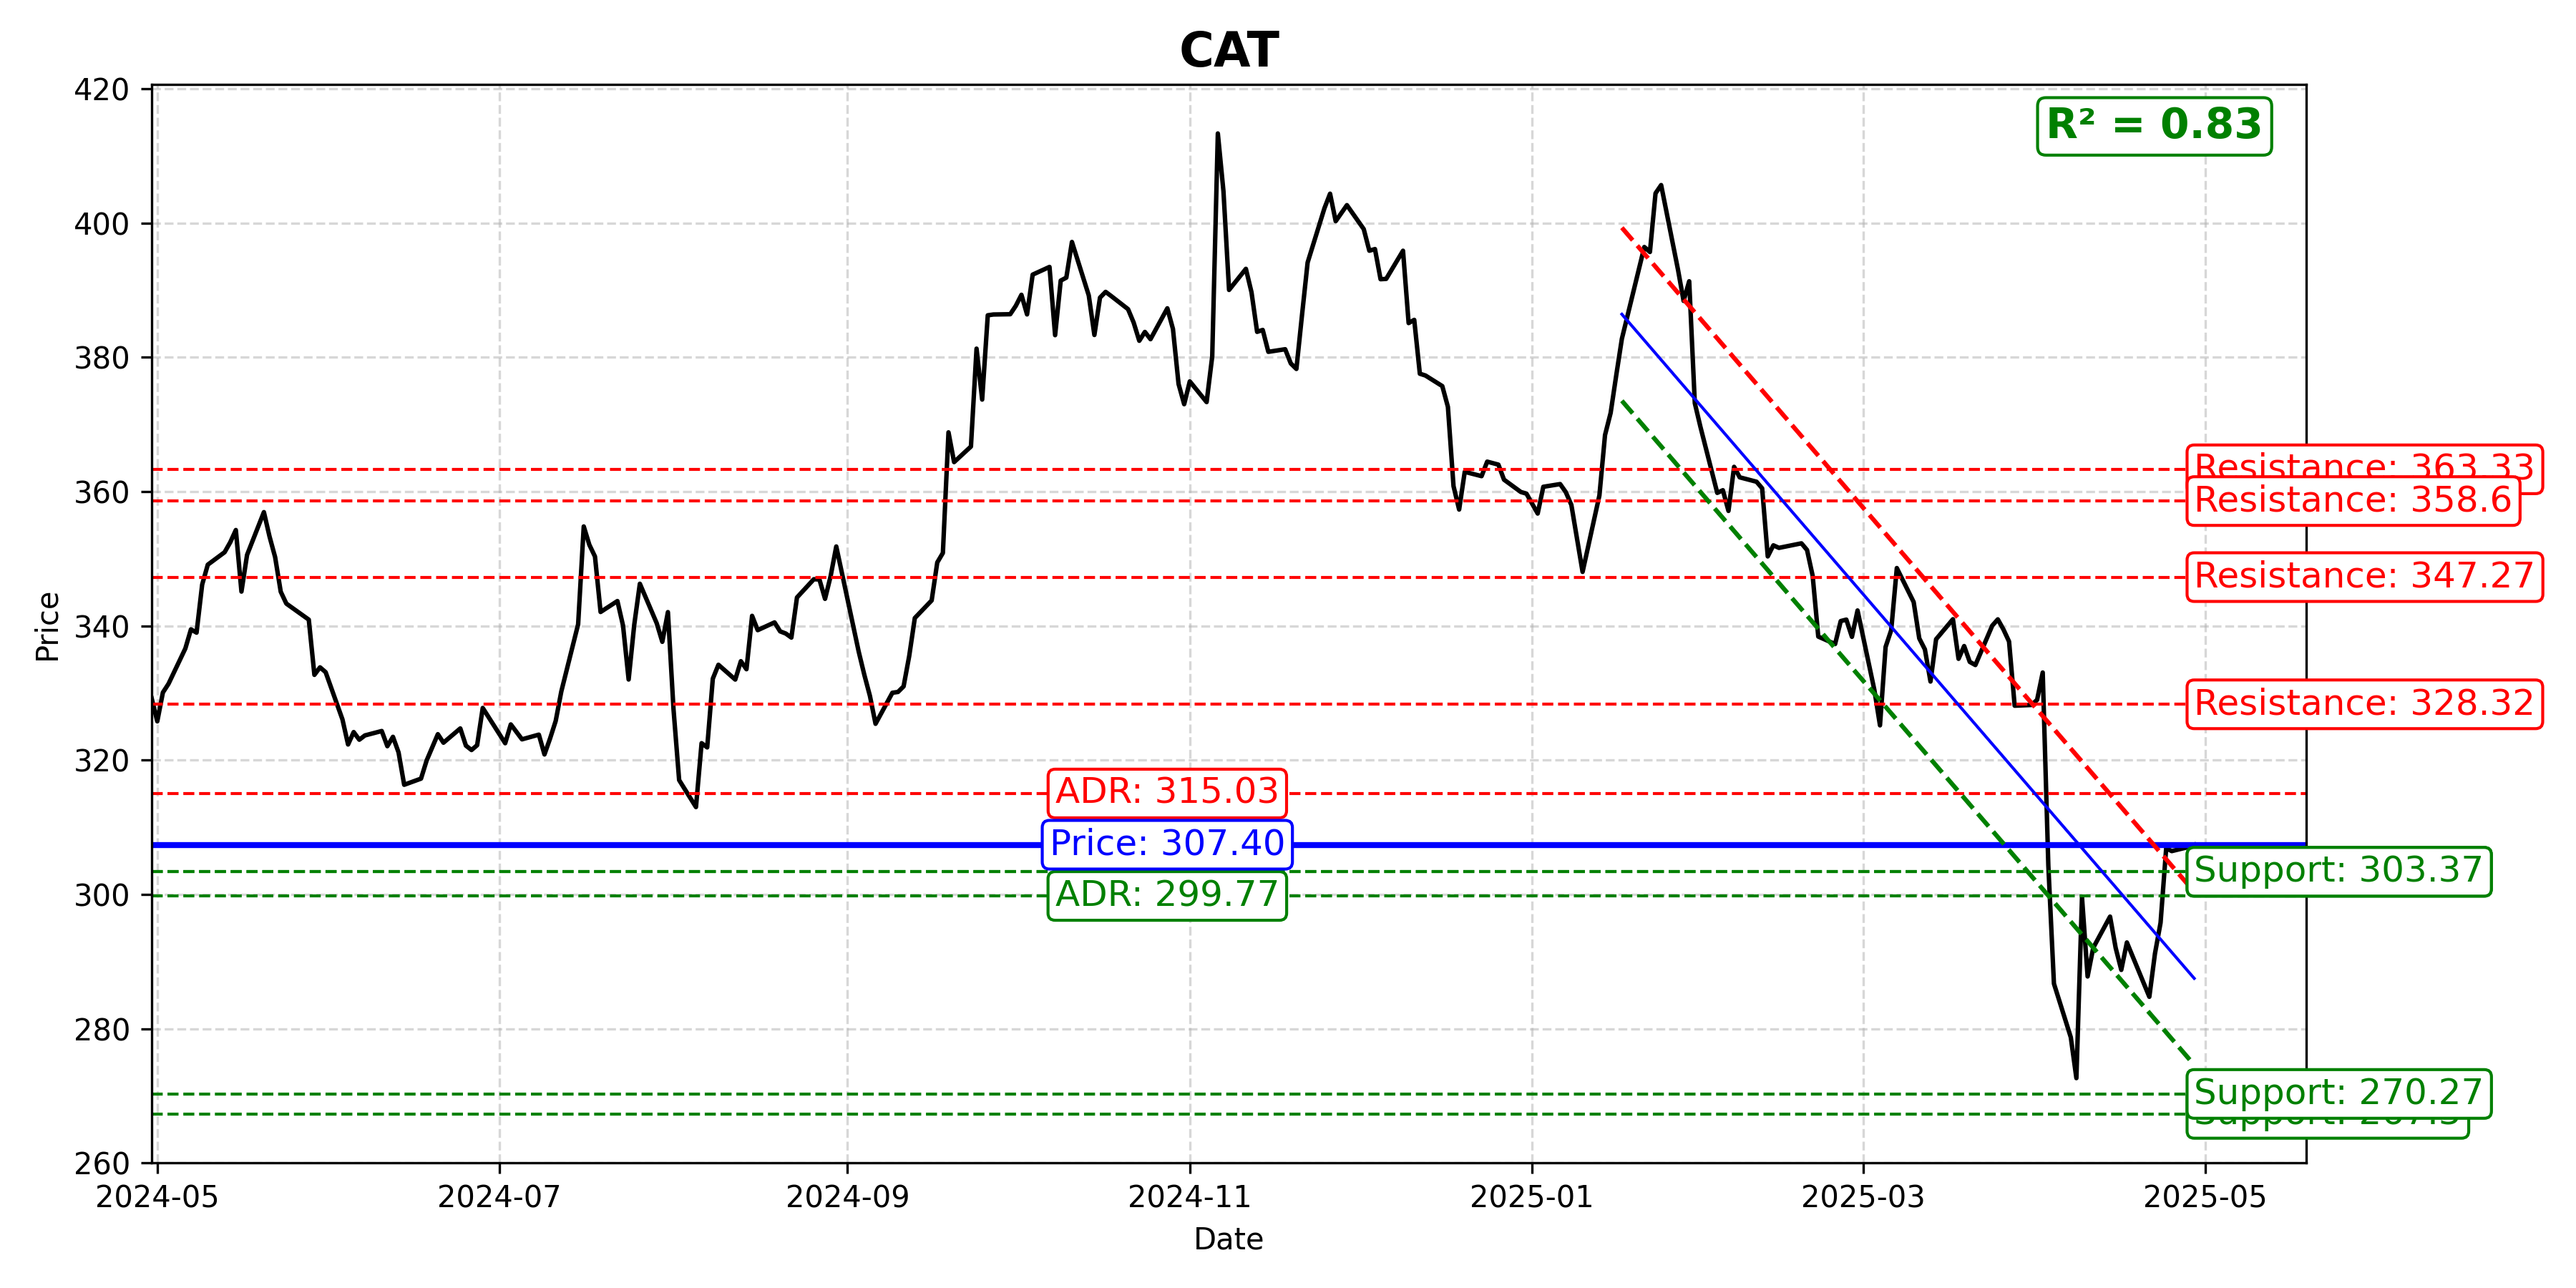 CAT
R² = 0.83
420
400
380
360
340
320
300
280
260
Price
Resistance: 363.33
Resistance: 358.6
Resistance: 347.27
Resistance: 328.32
ADR: 315.03
Price: 307.40
Support: 303.37
ADR: 299.77
Support: 270.27
Support:
2024-05
2024-07
2024-09
2024-11
2025-01
2025-03
2025-05
Date